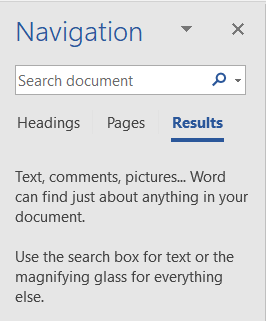 Navigation
Search document
Headings Pages Results
Text, comments, pictures... Word
can find just about anything in your
document.
Use the search box for text or the
magnifying glass for everything
else.